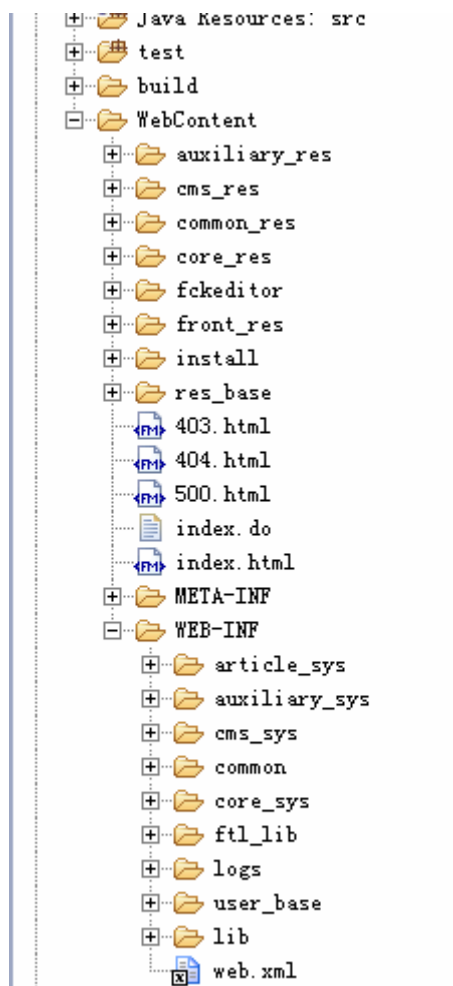 Java Resources: src
test
build
WebContent
auxiliary_res
cms_res
common_res
core_res
fckeditor
front_res
install
res_base
403.html
404.html
500.html
index.do
index.html
META-INF
WEB-INF
article_sys
auxiliary_sys
cms_sys
common
core_sys
ftl_lib
logs
user_base
lib
web.xml